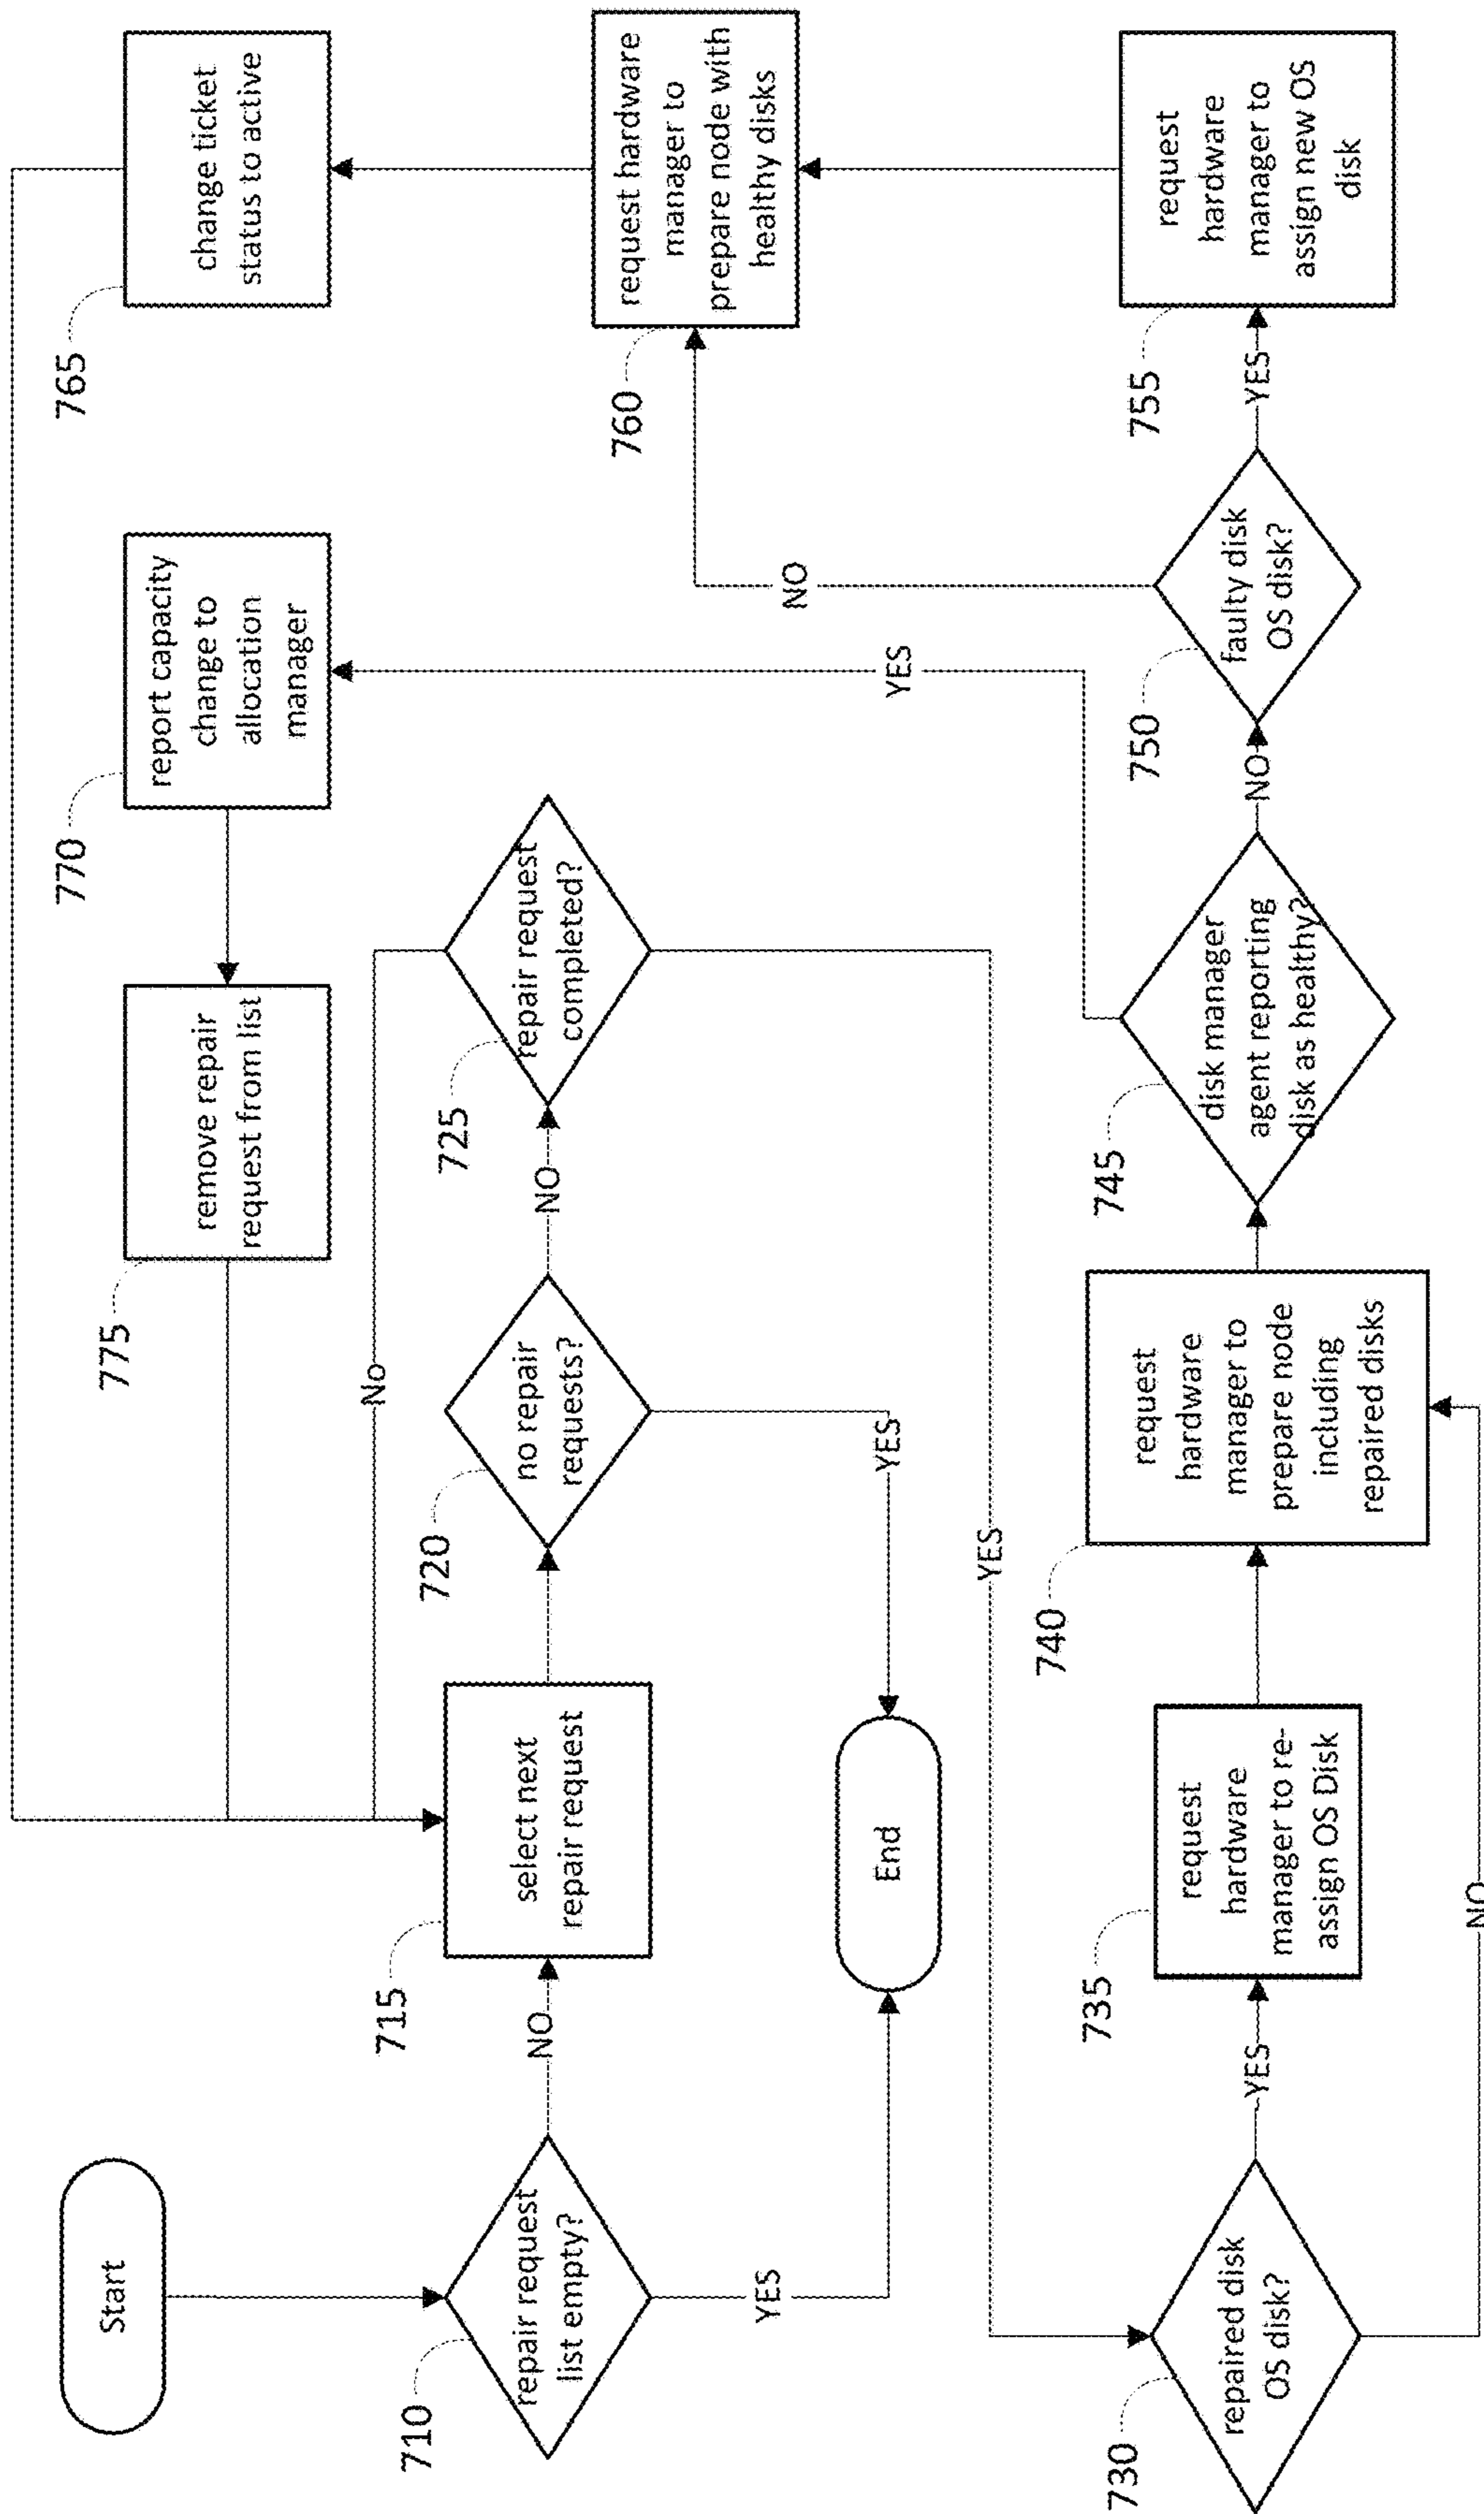 Start
710
repair request
list empty?
NO
YES
715
select next
repair request
720
no repair
requests?
NO
YES
End
725
repair request
completed?
No
YES
730
repaired disk
OS disk?
YES
NO
735
request
hardware
manager to re-
assign OS Disk
740
request
hardware
manager to
prepare node
including
repaired disks
745
disk manager
agent reporting
disk as healthy?
NO
YES
750
faulty disk
OS disk?
YES
NO
755
request
hardware
manager to
assign new OS
disk
760
request hardware
manager to
prepare node with
healthy disks
765
change ticket
status to active
770
report capacity
change to
allocation
manager
775
remove repair
request from list